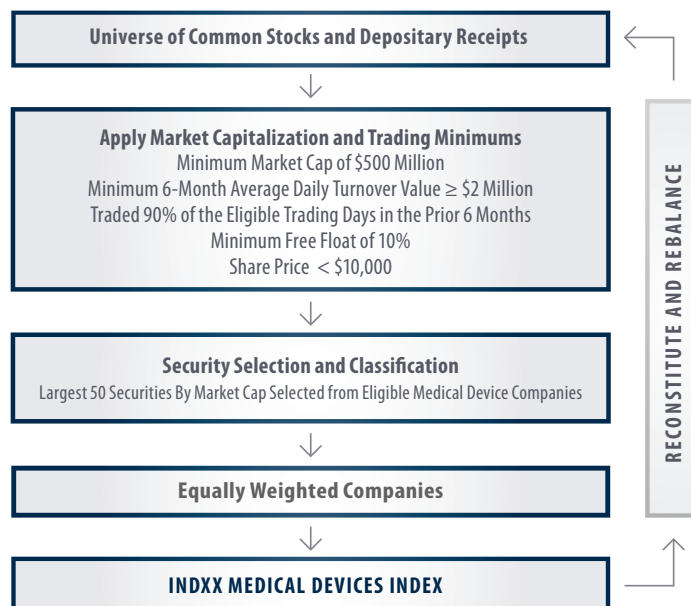 Universe of Common Stocks and Depositary Receipts
Apply Market Capitalization and Trading Minimums
Minimum Market Cap of $500 Million
Minimum 6-Month Average Daily Turnover Value ≥ $2 Million
Traded 90% of the Eligible Trading Days in the Prior 6 Months
Minimum Free Float of 10%
Share Price < $10,000
Security Selection and Classification
Largest 50 Securities By Market Cap Selected from Eligible Medical Device Companies
Equally Weighted Companies
INDXX MEDICAL DEVICES INDEX
RECONSTITUTE AND REBALANCE